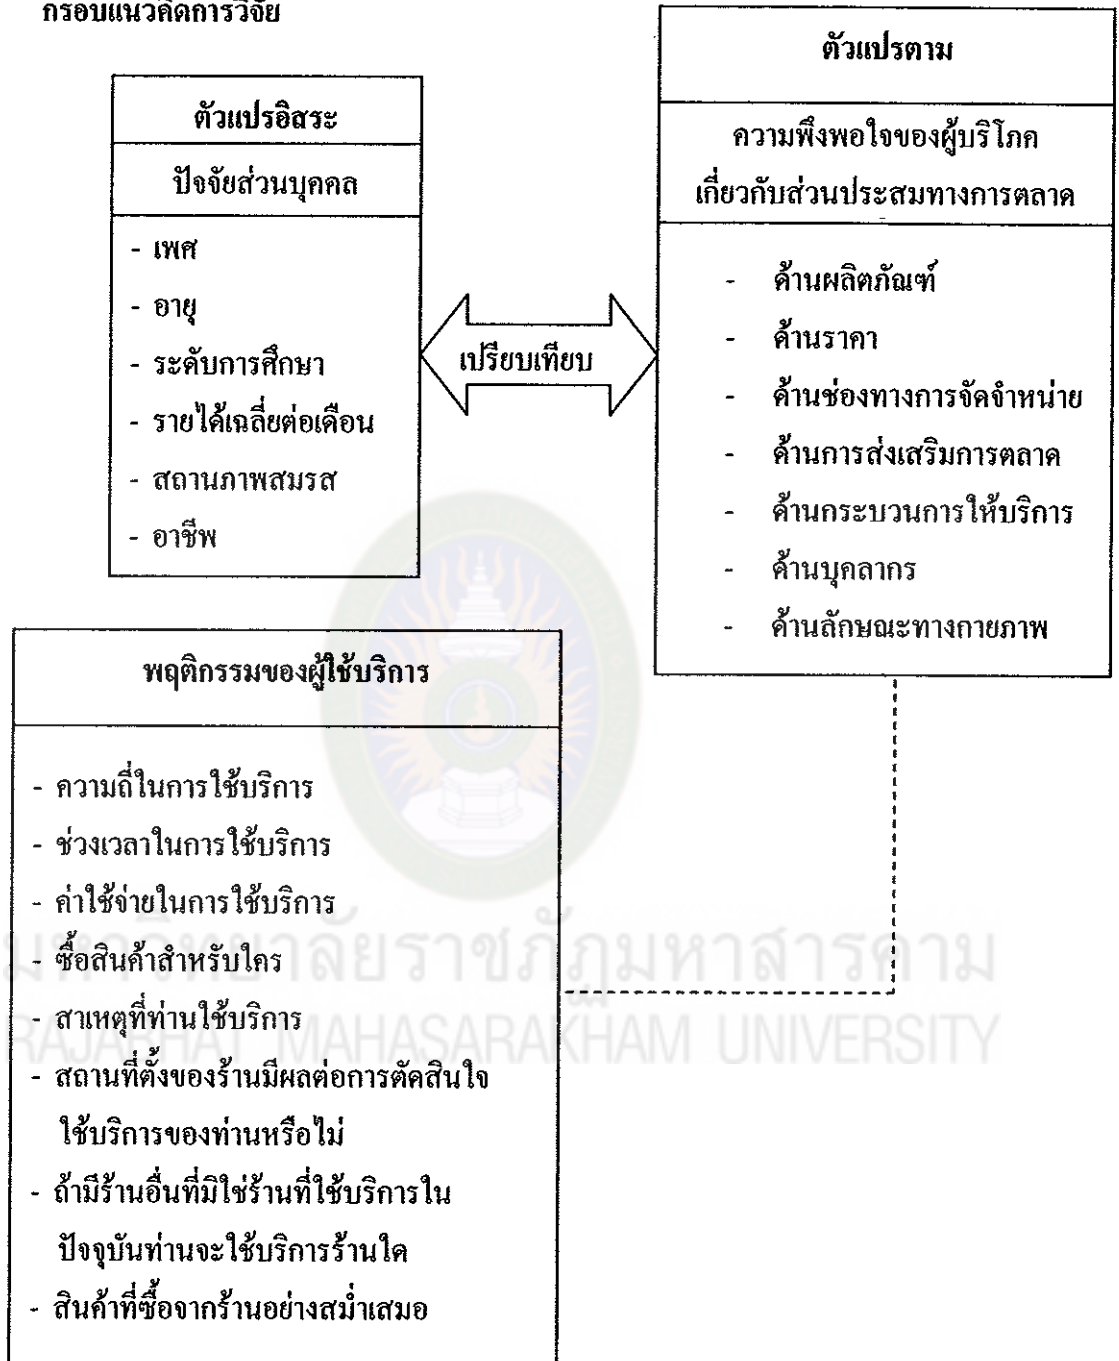 กรอบแนวคิดการวิจัย
ตัวแปรอิสระ
ปัจจัยส่วนบุคคล
- เพศ
- อายุ
- ระดับการศึกษา
- รายได้เฉลี่ยต่อเดือน
- สถานภาพสมรส
- อาชีพ
เปรียบเทียบ
ตัวแปรตาม
ความพึงพอใจของผู้บริโภค
เกี่ยวกับส่วนประสมทางการตลาด
- ด้านผลิตภัณฑ์
- ด้านราคา
- ด้านช่องทางการจัดจำหน่าย
- ด้านการส่งเสริมการตลาด
- ด้านกระบวนการให้บริการ
- ด้านบุคลากร
- ด้านลักษณะทางกายภาพ
พฤติกรรมของผู้ใช้บริการ
- ความถี่ในการใช้บริการ
- ช่วงเวลาในการใช้บริการ
- ค่าใช้จ่ายในการใช้บริการ
- ซื้อสินค้าสำหรับใคร
- สาเหตุที่ท่านใช้บริการ
- สถานที่ตั้งของร้านมีผลต่อการตัดสินใจ
ใช้บริการของท่านหรือไม่
- ถ้ามีร้านอื่นที่มิใช่ร้านที่ใช้บริการใน
ปัจจุบันท่านจะใช้บริการร้านใด
- สินค้าที่ซื้อจากร้านอย่างสม่ำเสมอ
มหาวิทยาลัยราชภัฏมหาสารคาม
RAJABHAT MAHASARAKHAM UNIVERSITY